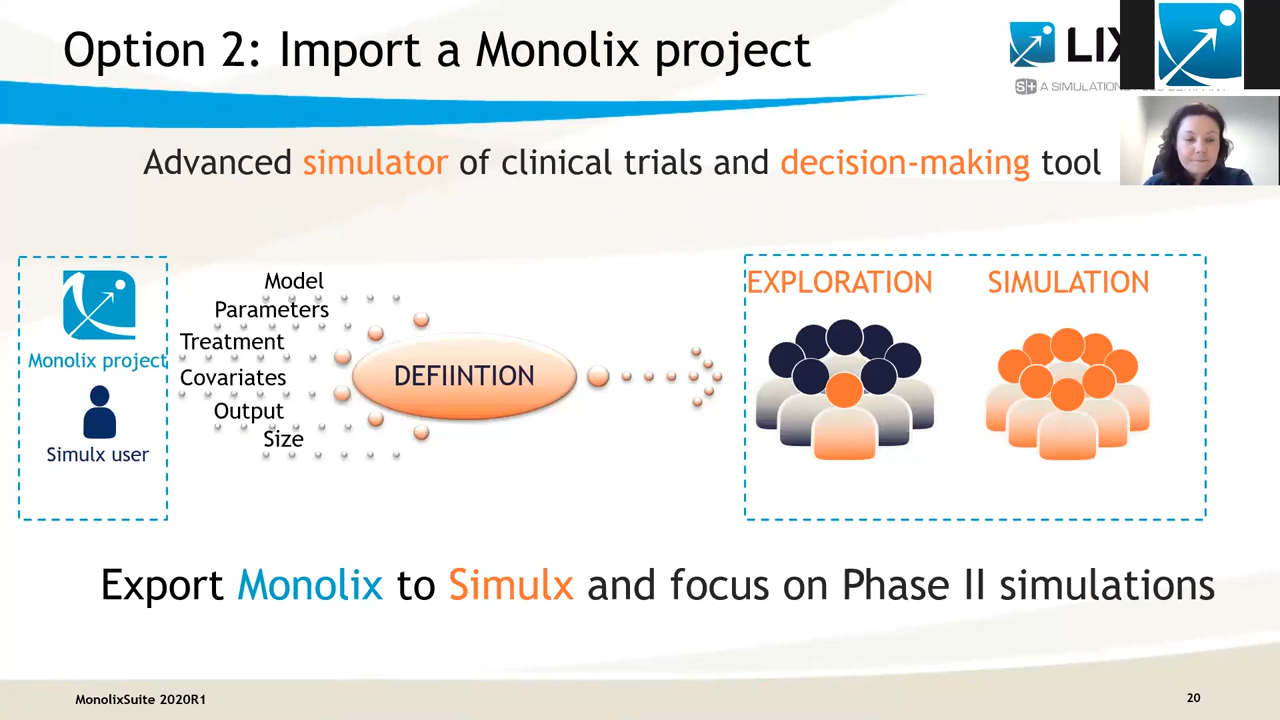 Option 2: Import a Monolix project
LIX
S+ A SIMULATION
Advanced simulator of clinical trials and decision-making tool
Monolix project
Simulx user
Model
Parameters
Treatment
Covariates
Output
Size
DEFIINTION
EXPLORATION
SIMULATION
Export Monolix to Simulx and focus on Phase II simulations
MonolixSuite 2020R1
20